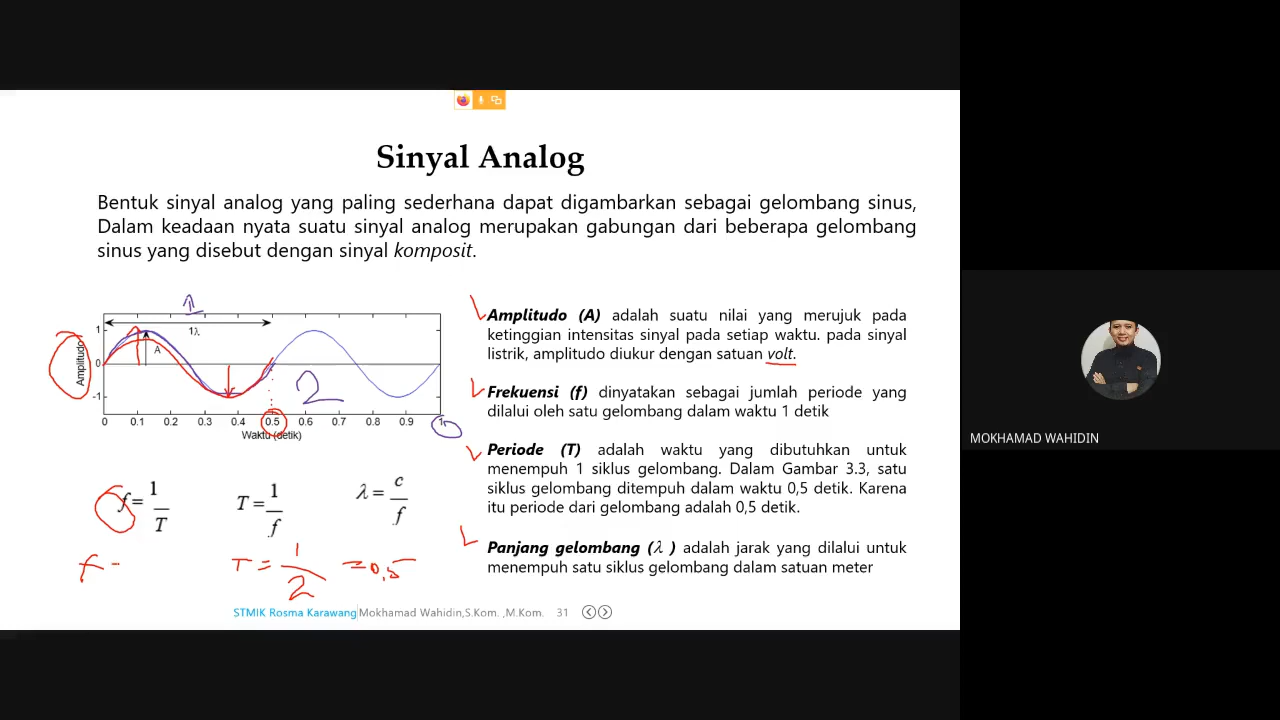 Sinyal Analog
Bentuk sinyal analog yang paling sederhana dapat digambarkan sebagai gelombang sinus,
Dalam keadaan nyata suatu sinyal analog merupakan gabungan dari beberapa gelombang
sinus yang disebut dengan sinyal komposit.
1
1λ
1
A
0
-1
Amplitudo
2
0 0.1 0.2 0.3 0.4 0.5 0.6 0.7 0.8 0.9 1
Waktu (detik)
f = 1/T
T = 1/f
λ = c/f
f -
T = 1/2 = 0,5
Amplitudo (A) adalah suatu nilai yang merujuk pada
ketinggian intensitas sinyal pada setiap waktu. pada sinyal
listrik, amplitudo diukur dengan satuan volt.
Frekuensi (f) dinyatakan sebagai jumlah periode yang
dilalui oleh satu gelombang dalam waktu 1 detik
Periode (T) adalah waktu yang dibutuhkan untuk
menempuh 1 siklus gelombang. Dalam Gambar 3.3, satu
siklus gelombang ditempuh dalam waktu 0,5 detik. Karena
itu periode dari gelombang adalah 0,5 detik.
Panjang gelombang (λ ) adalah jarak yang dilalui untuk
menempuh satu siklus gelombang dalam satuan meter
STMIK Rosma Karawang|Mokhamad Wahidin,S.Kom. ,M.Kom. 31
MOKHAMAD WAHIDIN